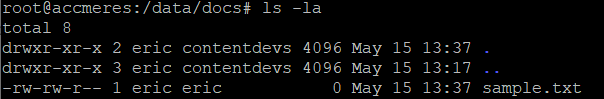 root@accmeres:/data/docs# ls -la
total 8
drwxr-xr-x 2 eric contentdevs 4096 May 15 13:37 .
drwxr-xr-x 3 eric contentdevs 4096 May 15 13:17 ..
-rw-rw-r-- 1 eric eric           0 May 15 13:37 sample.txt